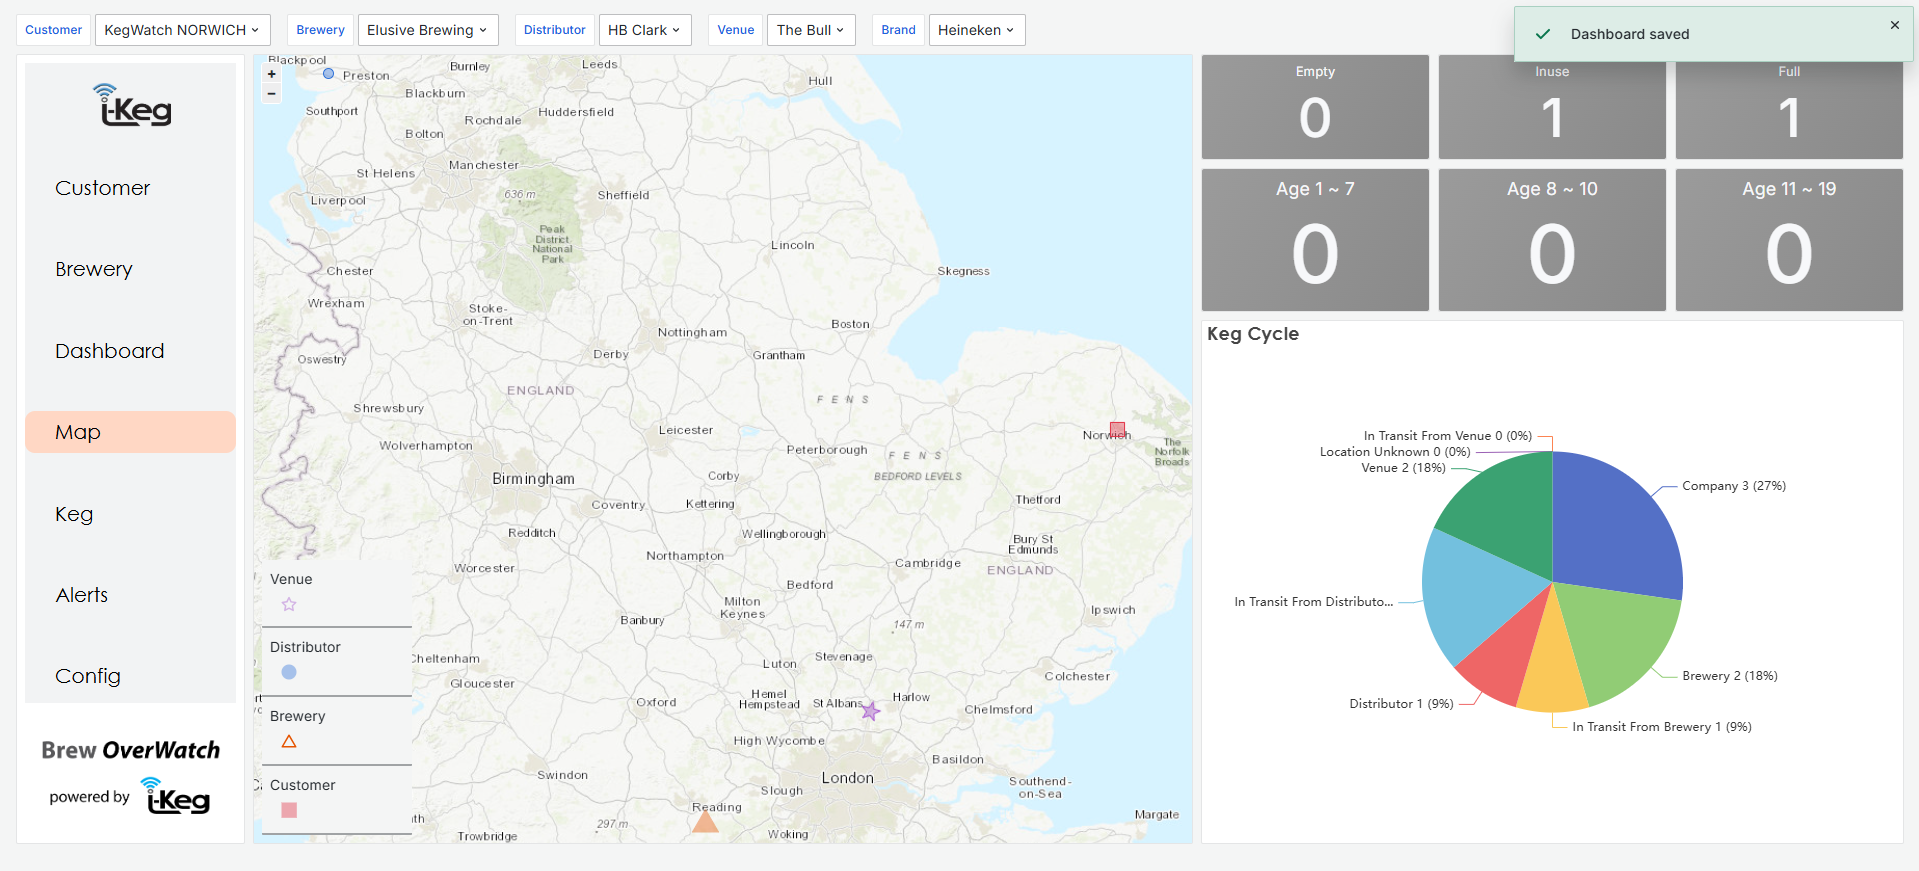 Customer
KegWatch NORWICH
Brewery
Elusive Brewing
Distributor
HB Clark
Venue
The Bull
Brand
Heineken
Dashboard saved
i-Keg
Customer
Brewery
Dashboard
Map
Keg
Alerts
Config
Brew OverWatch
powered by i-Keg
+
−
Blackpool
Preston
Burnley
Leeds
Hull
Blackburn
Southport
Rochdale
Huddersfield
Bolton
Manchester
St Helens
636 m
Sheffield
Liverpool
Peak
District
National
Park
Lincoln
Chester
Skegness
Wrexham
Stoke-
on-Trent
Nottingham
Boston
Oswestry
Derby
Grantham
ENGLAND
FENS
Shrewsbury
Leicester
Norwich
The
Norfolk
Broads
Wolverhampton
Peterborough
FENS
Birmingham
Corby
BEDFORD LEVELS
Coventry
Kettering
Thetford
Redditch
Wellingborough
Bury St
Edmunds
Northampton
Worcester
Cambridge
ENGLAND
Bedford
Milton
Keynes
Ipswich
Banbury
147 m
Cheltenham
Stevenage
Luton
Colchester
Gloucester
Oxford
Hemel
Hempstead
St Albans
Harlow
Chelmsford
High Wycombe
Basildon
Swindon
London
Slough
Southend-
on-Sea
Reading
Margate
297 m
Trowbridge
Woking
Venue
Distributor
Brewery
Customer
Empty
0
Inuse
1
Full
1
Age 1 ~ 7
0
Age 8 ~ 10
0
Age 11 ~ 19
0
Keg Cycle
In Transit From Venue 0 (0%)
Location Unknown 0 (0%)
Venue 2 (18%)
Company 3 (27%)
In Transit From Distributo...
Brewery 2 (18%)
Distributor 1 (9%)
In Transit From Brewery 1 (9%)